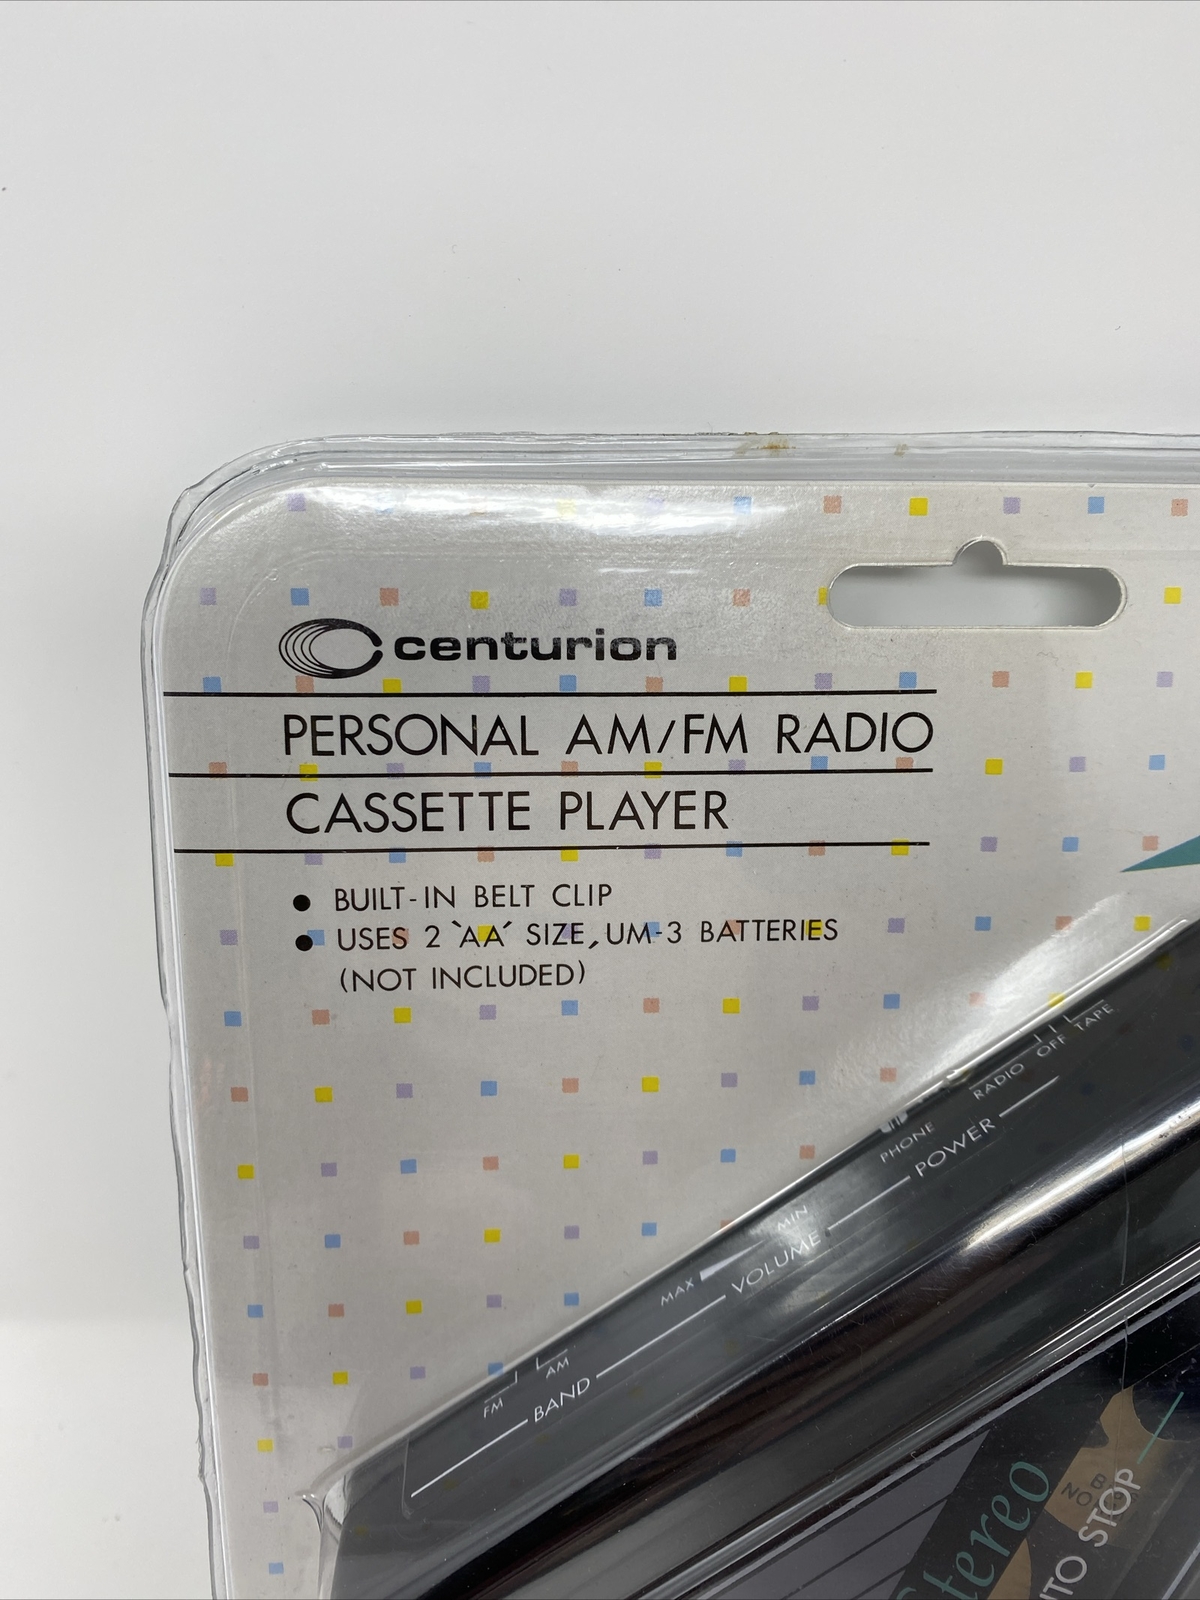 centurion
PERSONAL AM/FM RADIO
CASSETTE PLAYER
● BUILT-IN BELT CLIP
● USES 2 `AA´ SIZE, UM-3 BATTERIES
(NOT INCLUDED)
RADIO OFF TAPE
PHONE
POWER
MAX MIN
VOLUME
FM AM
BAND
Stereo
STOP